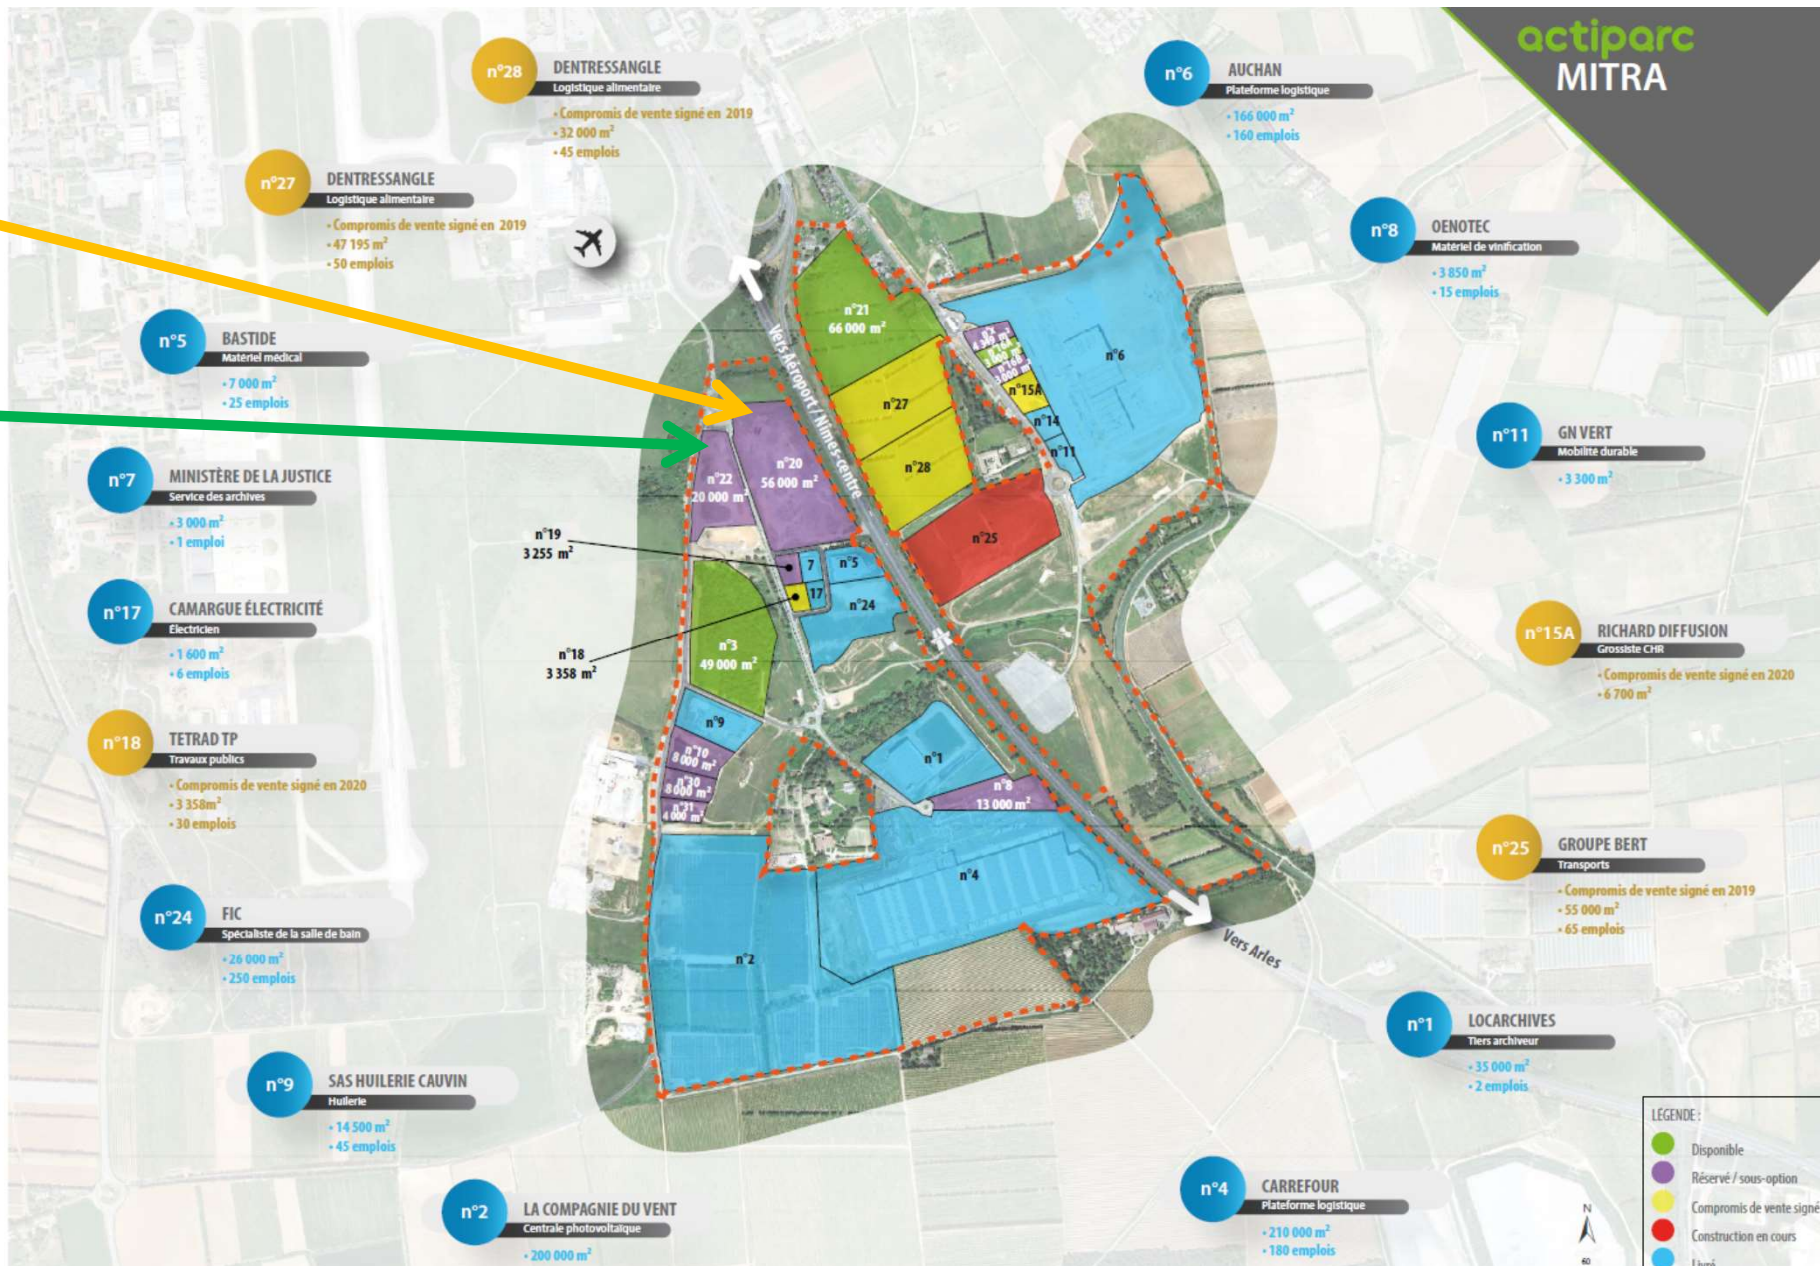 actiparc
MITRA
n°28
DENTRESSANGLE
Logistique alimentaire
• Compromis de vente signé en 2019
• 32 000 m²
• 45 emplois
n°27
DENTRESSANGLE
Logistique alimentaire
• Compromis de vente signé en 2019
• 47 195 m²
• 50 emplois
n°5
BASTIDE
Matériel médical
• 7 000 m²
• 25 emplois
n°7
MINISTÈRE DE LA JUSTICE
Service des archives
• 3 000 m²
• 1 emploi
n°17
CAMARGUE ÉLECTRICITÉ
Électricien
• 1 600 m²
• 6 emplois
n°18
TETRAD TP
Travaux publics
• Compromis de vente signé en 2020
• 3 358m²
• 30 emplois
n°24
FIC
Spécialiste de la salle de bain
• 26 000 m²
• 250 emplois
n°9
SAS HUILERIE CAUVIN
Huilerie
• 14 500 m²
• 45 emplois
n°2
LA COMPAGNIE DU VENT
Centrale photovoltaïque
• 200 000 m²
n°6
AUCHAN
Plateforme logistique
• 166 000 m²
• 160 emplois
n°8
OENOTEC
Matériel de vinification
• 3 850 m²
• 15 emplois
n°11
GN VERT
Mobilité durable
• 3 300 m²
n°15A
RICHARD DIFFUSION
Grossiste CHR
• Compromis de vente signé en 2020
• 6 700 m²
n°25
GROUPE BERT
Transports
• Compromis de vente signé en 2019
• 55 000 m²
• 65 emplois
n°1
LOCARCHIVES
Tiers archiveur
• 35 000 m²
• 2 emplois
n°4
CARREFOUR
Plateforme logistique
• 210 000 m²
• 180 emplois
Vers Aéroport / Nîmes-centre
n°21
66 000 m²
n°27
n°28
n°6
3 000 m²
n°16B
3 000 m²
n°15A
n°14
n°11
n°20
56 000 m²
n°22
20 000 m²
n°25
n°19
3 255 m²
7
n°5
17
n°24
n°18
3 358 m²
n°3
49 000 m²
n°9
n°10
8 000 m²
n°30
8 000 m²
n°31
4 000 m²
n°1
n°8
13 000 m²
n°4
n°2
Vers Arles
LÉGENDE :
Disponible
Réservé / sous-option
Compromis de vente signé
Construction en cours
Livré
N
60